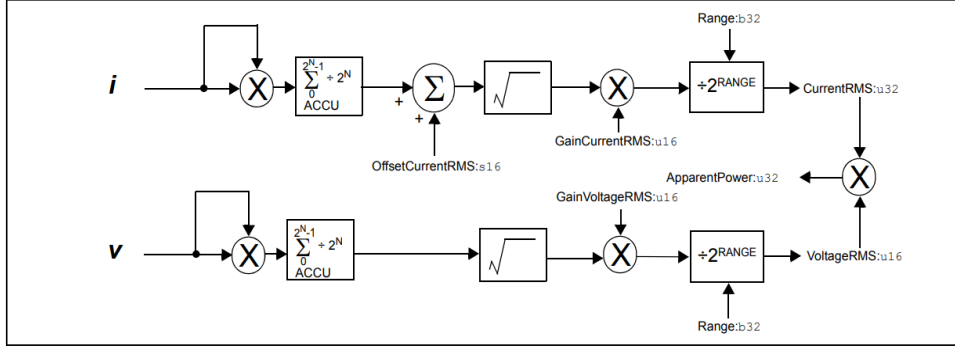 Range:b32
i
X
2^N-1
∑ ÷ 2^N
0
ACCU
+
Σ
+
√
X
÷2^RANGE
CurrentRMS:u32
OffsetCurrentRMS:s16
GainCurrentRMS:u16
ApparentPower:u32
X
GainVoltageRMS:u16
v
X
2^N-1
∑ ÷ 2^N
0
ACCU
√
X
÷2^RANGE
VoltageRMS:u16
Range:b32